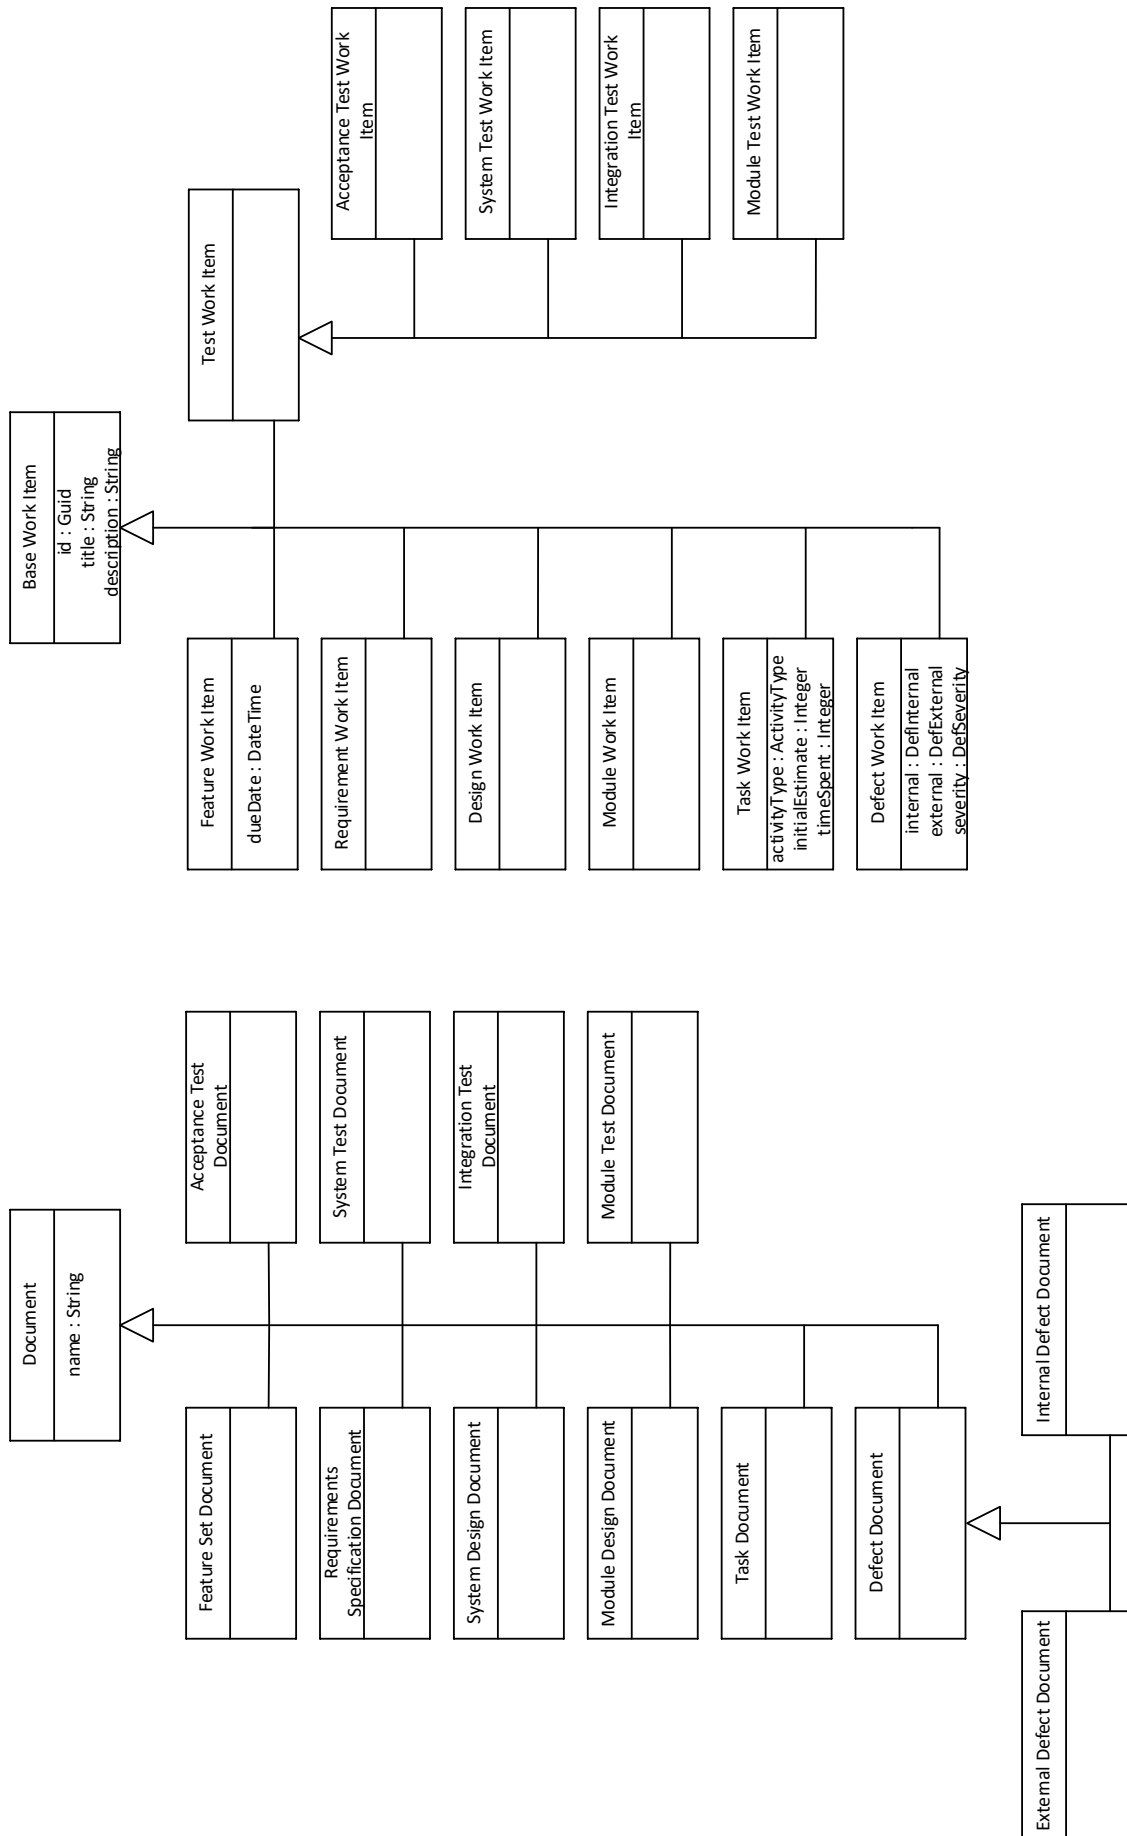 Document
name : String
Feature Set Document
Acceptance Test
Document
Requirements
Specification Document
System Test Document
System Design Document
Integration Test
Document
Module Design Document
Module Test Document
Task Document
Defect Document
External Defect Document
Internal Defect Document
Base Work Item
id : Guid
title : String
description : String
Feature Work Item
dueDate : DateTime
Test Work Item
Requirement Work Item
Design Work Item
Module Work Item
Task Work Item
activityType : ActivityType
initialEstimate : Integer
timeSpent : Integer
Defect Work Item
internal : DefInternal
external : DefExternal
severity : DefSeverity
Acceptance Test Work
Item
System Test Work Item
Integration Test Work
Item
Module Test Work Item